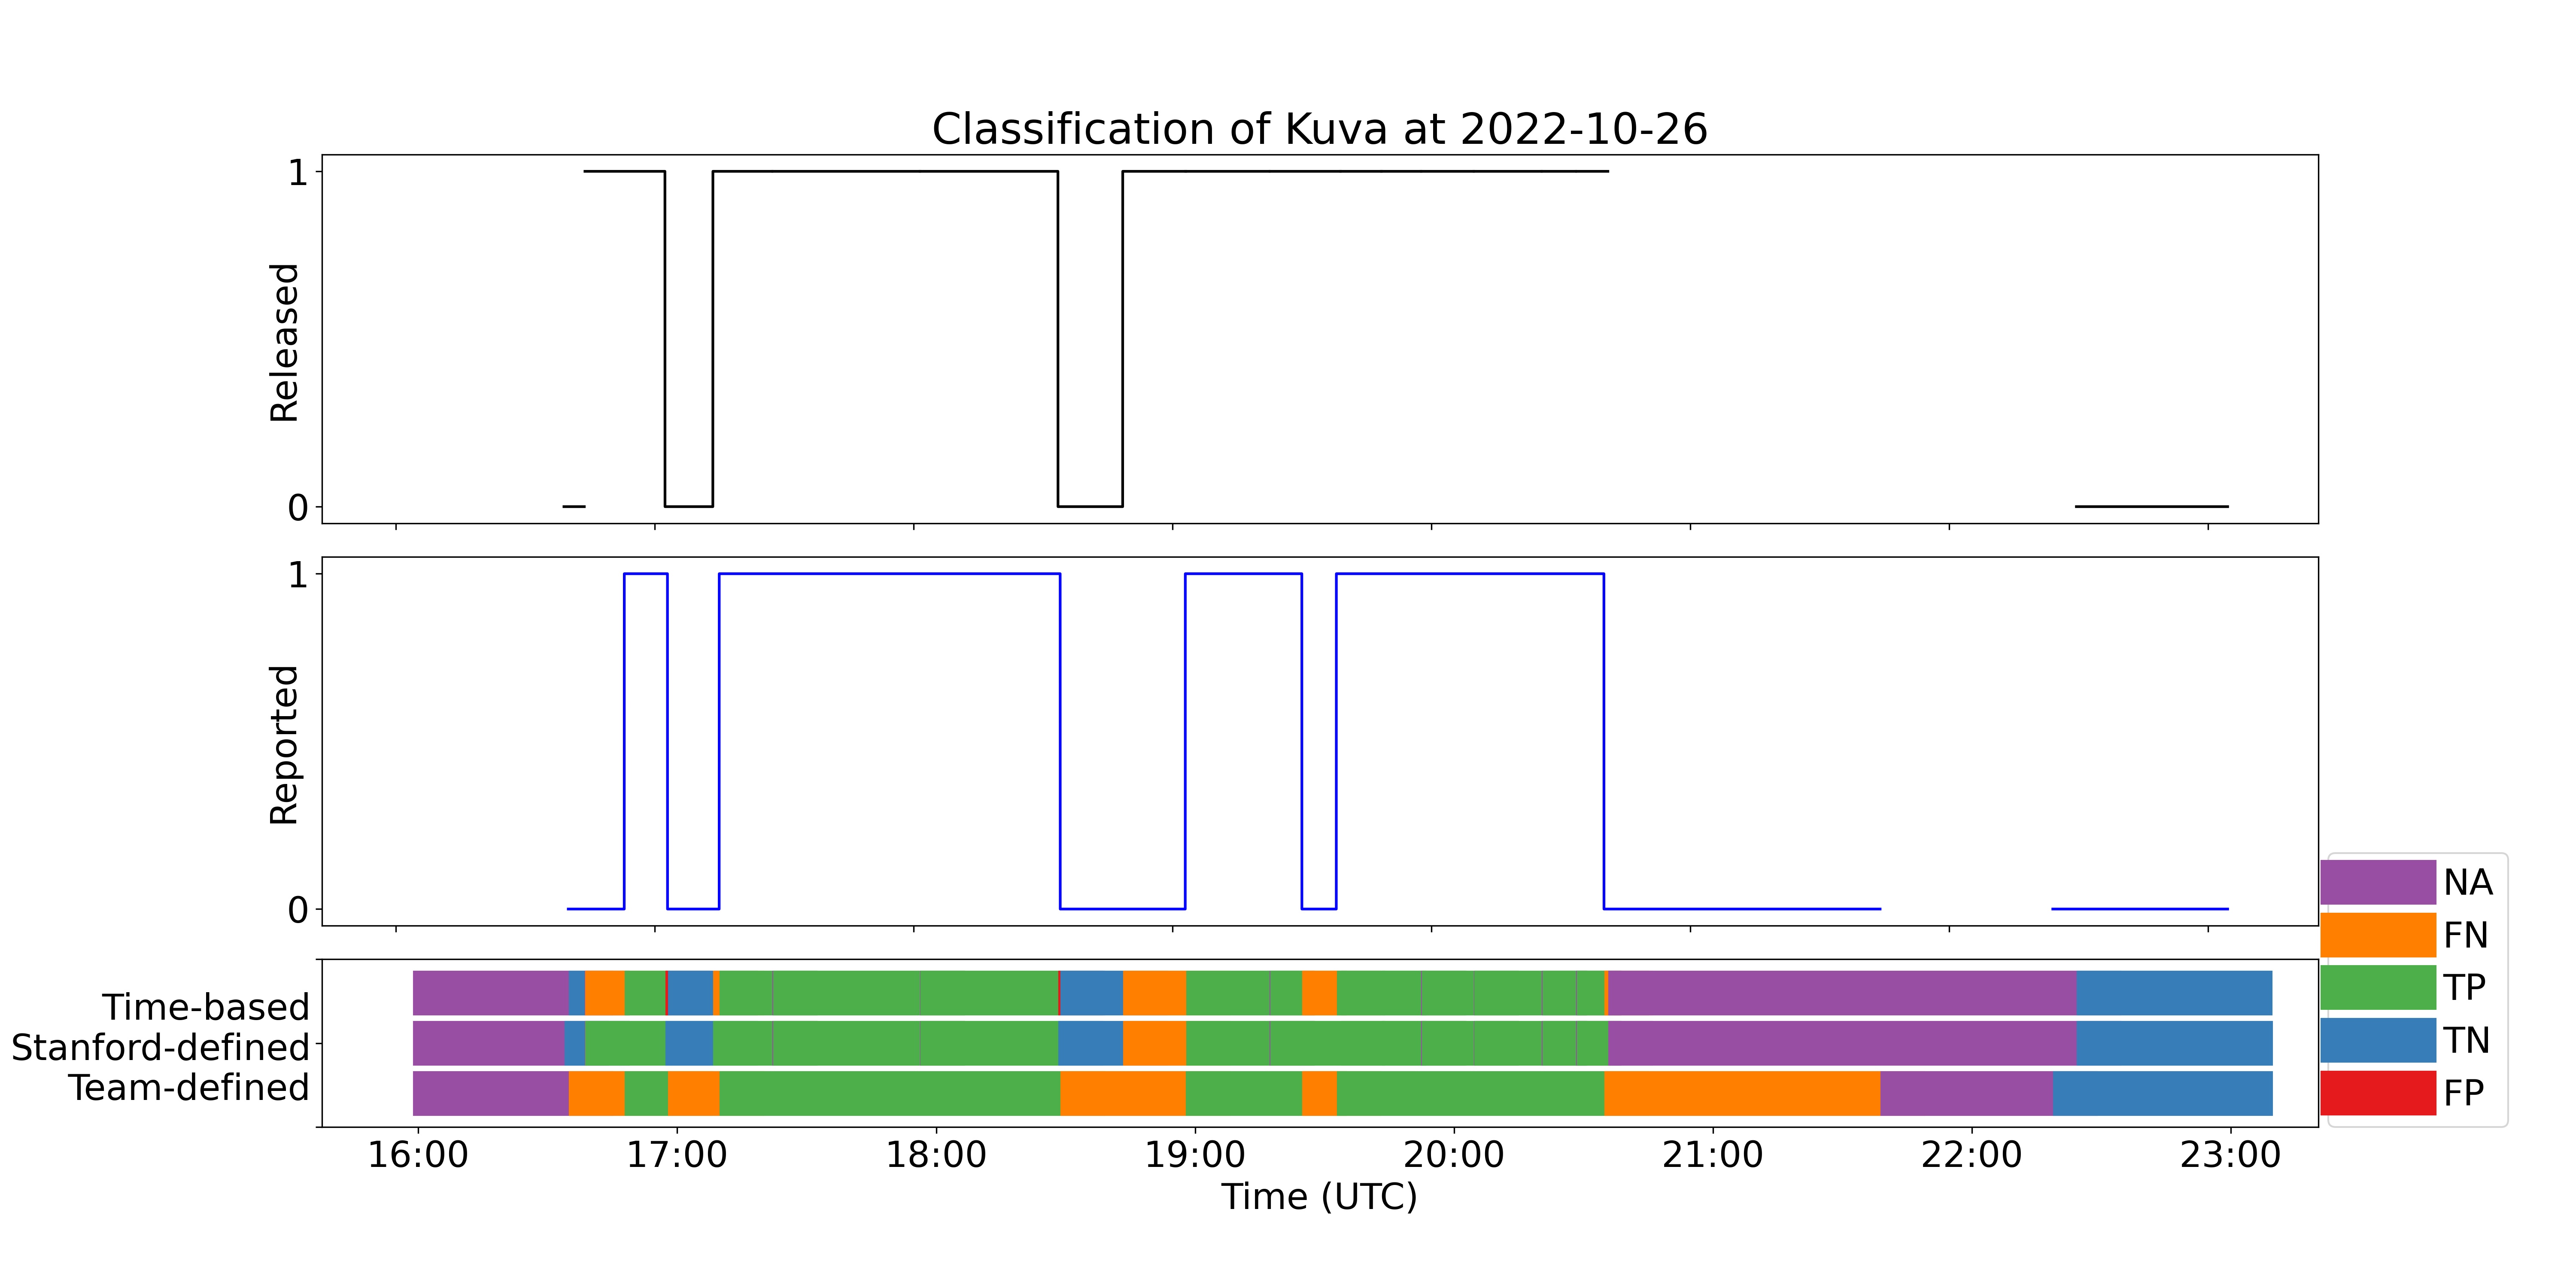 Classification of Kuva at 2022-10-26
1
Released
0
1
Reported
0
NA
FN
TP
TN
FP
Time-based
Stanford-defined
Team-defined
16:00 17:00 18:00 19:00 20:00 21:00 22:00 23:00
Time (UTC)